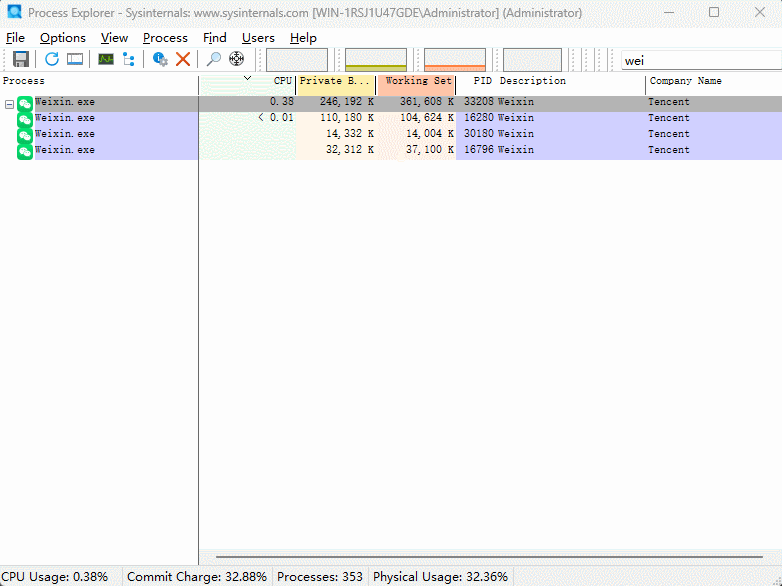 Process Explorer - Sysinternals: www.sysinternals.com [WIN-1RSJ1U47GDE\Administrator] (Administrator)
File Options View Process Find Users Help
wei
Process CPU Private B... Working Set PID Description Company Name
Weixin.exe 0.38 246,192 K 361,608 K 33208 Weixin Tencent
Weixin.exe < 0.01 110,180 K 104,624 K 16280 Weixin Tencent
Weixin.exe 14,332 K 14,004 K 30180 Weixin Tencent
Weixin.exe 32,312 K 37,100 K 16796 Weixin Tencent
CPU Usage: 0.38% Commit Charge: 32.88% Processes: 353 Physical Usage: 32.36%